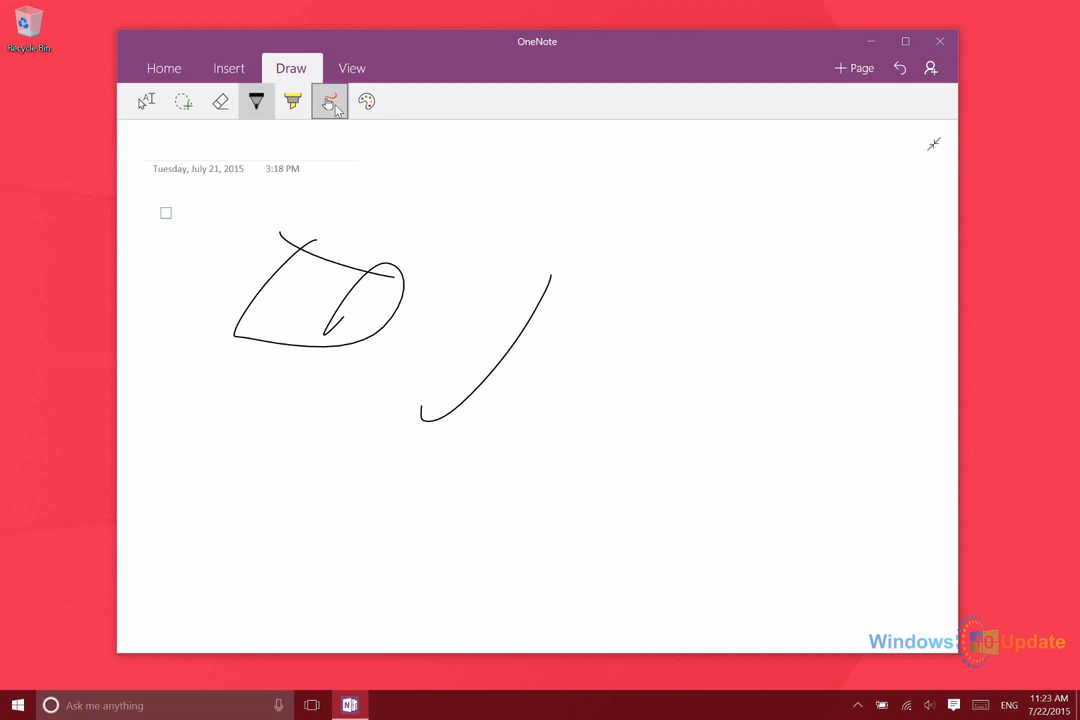 Recycle Bin
OneNote
Home Insert Draw View
+ Page
Tuesday, July 21, 2015 3:18 PM
Windows 10 Update
Ask me anything
ENG
11:23 AM
7/22/2015